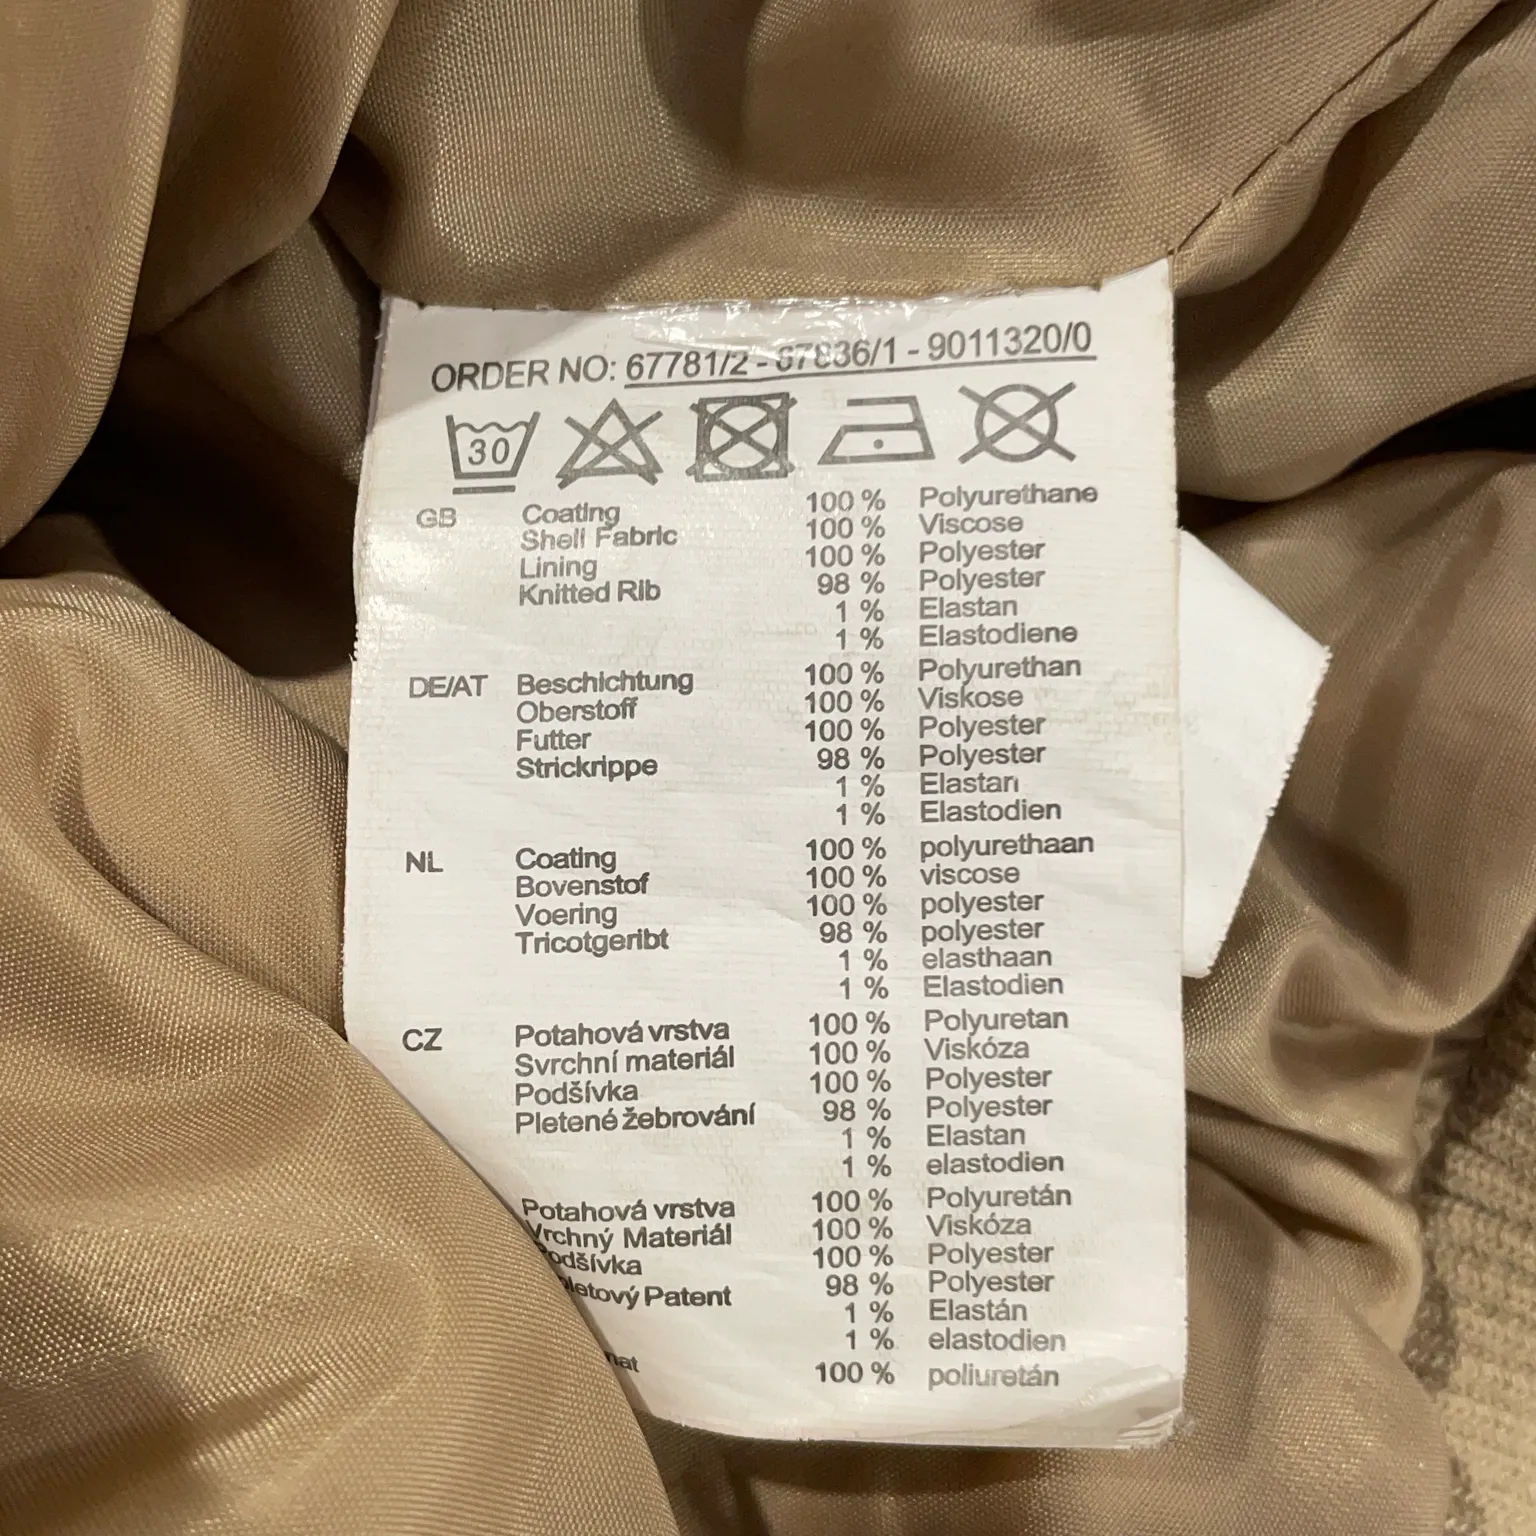 ORDER NO: 67781/2 - 67836/1 - 9011320/0
30
GB Coating 100 % Polyurethane
Shell Fabric 100 % Viscose
Lining 100 % Polyester
Knitted Rib 98 % Polyester
1 % Elastan
1 % Elastodiene
DE/AT Beschichtung 100 % Polyurethan
Oberstoff 100 % Viskose
Futter 100 % Polyester
Strickrippe 98 % Polyester
1 % Elastan
1 % Elastodien
NL Coating 100 % polyurethaan
Bovenstof 100 % viscose
Voering 100 % polyester
Tricotgeribt 98 % polyester
1 % elasthaan
1 % Elastodien
CZ Potahová vrstva 100 % Polyuretan
Svrchní materiál 100 % Viskóza
Podšívka 100 % Polyester
Pletené žebrování 98 % Polyester
1 % Elastan
1 % elastodien
Potahová vrstva 100 % Polyuretán
Vrchný Materiál 100 % Viskóza
Podšívka 100 % Polyester
Patent 98 % Polyester
1 % Elastán
1 % elastodien
100 % poliuretán